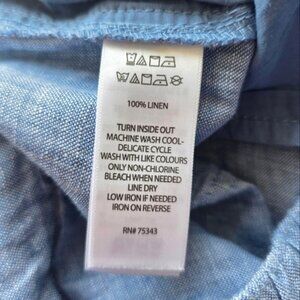 100% LINEN
TURN INSIDE OUT
MACHINE WASH COOL-
DELICATE CYCLE
WASH WITH LIKE COLOURS
ONLY NON-CHLORINE
BLEACH WHEN NEEDED
LINE DRY
LOW IRON IF NEEDED
IRON ON REVERSE
RN# 75343